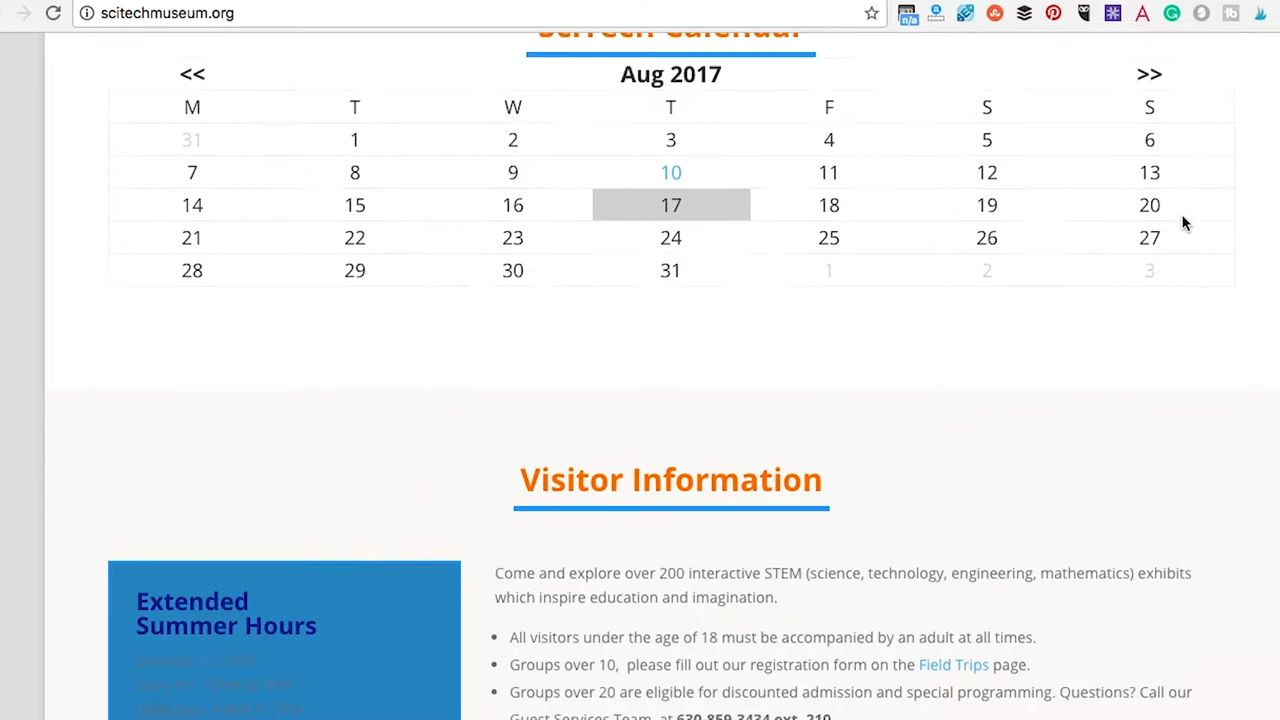 scitechmuseum.org
n/a
SciTech Calendar
<< Aug 2017 >>
M T W T F S S
31 1 2 3 4 5 6
7 8 9 10 11 12 13
14 15 16 17 18 19 20
21 22 23 24 25 26 27
28 29 30 31 1 2 3
Visitor Information
Extended
Summer Hours
Come and explore over 200 interactive STEM (science, technology, engineering, mathematics) exhibits
which inspire education and imagination.
• All visitors under the age of 18 must be accompanied by an adult at all times.
• Groups over 10, please fill out our registration form on the Field Trips page.
• Groups over 20 are eligible for discounted admission and special programming. Questions? Call our
Guest Services Team at 630-859-3434 ext. 210